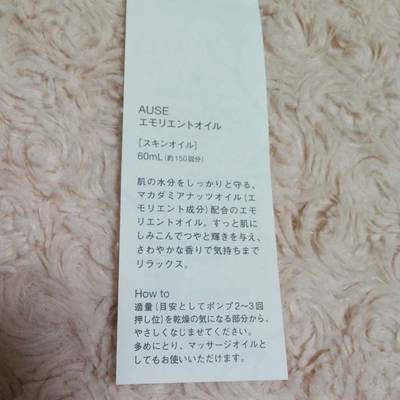 AUSE
エモリエントオイル
[スキンオイル]
60mL(約150回分)
肌の水分をしっかりと守る、
マカダミアナッツオイル(エ
モリエント成分)配合のエモ
リエントオイル。すっと肌に
しみこんでつやと輝きを与え、
さわやかな香りで気持ちまで
リラックス。
How to
適量(目安としてポンプ2〜3回
押し位)を乾燥の気になる部分から、
やさしくなじませてください。
多めにとり、マッサージオイルと
してもお使いいただけます。